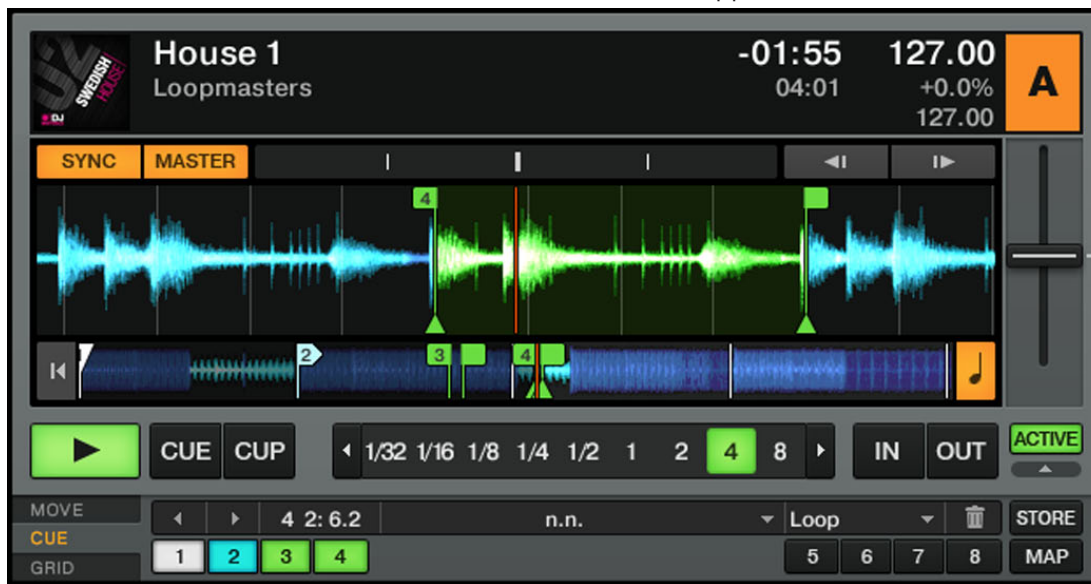 House 1
Loopmasters
-01:55 127.00
04:01 +0.0%
127.00
A
SWEDISH
HOUSE
DJ
SYNC MASTER
4
2 3 4
CUE CUP 1/32 1/16 1/8 1/4 1/2 1 2 4 8 IN OUT ACTIVE
MOVE
CUE
GRID
4 2: 6.2 n.n. Loop STORE
1 2 3 4 5 6 7 8 MAP